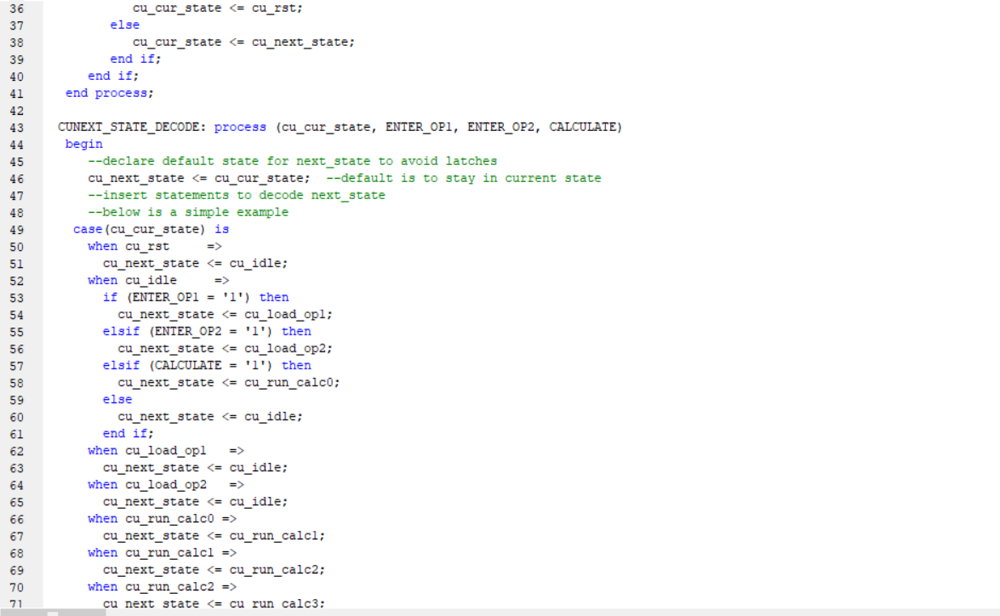 36 cu_cur_state <= cu_rst;
37 else
38 cu_cur_state <= cu_next_state;
39 end if;
40 end if;
41 end process;
42
43 CUNEXT_STATE_DECODE: process (cu_cur_state, ENTER_OP1, ENTER_OP2, CALCULATE)
44 begin
45 --declare default state for next_state to avoid latches
46 cu_next_state <= cu_cur_state; --default is to stay in current state
47 --insert statements to decode next_state
48 --below is a simple example
49 case(cu_cur_state) is
50 when cu_rst =>
51 cu_next_state <= cu_idle;
52 when cu_idle =>
53 if (ENTER_OP1 = '1') then
54 cu_next_state <= cu_load_op1;
55 elsif (ENTER_OP2 = '1') then
56 cu_next_state <= cu_load_op2;
57 elsif (CALCULATE = '1') then
58 cu_next_state <= cu_run_calc0;
59 else
60 cu_next_state <= cu_idle;
61 end if;
62 when cu_load_op1 =>
63 cu_next_state <= cu_idle;
64 when cu_load_op2 =>
65 cu_next_state <= cu_idle;
66 when cu_run_calc0 =>
67 cu_next_state <= cu_run_calc1;
68 when cu_run_calc1 =>
69 cu_next_state <= cu_run_calc2;
70 when cu_run_calc2 =>
71 cu_next_state <= cu_run_calc3;